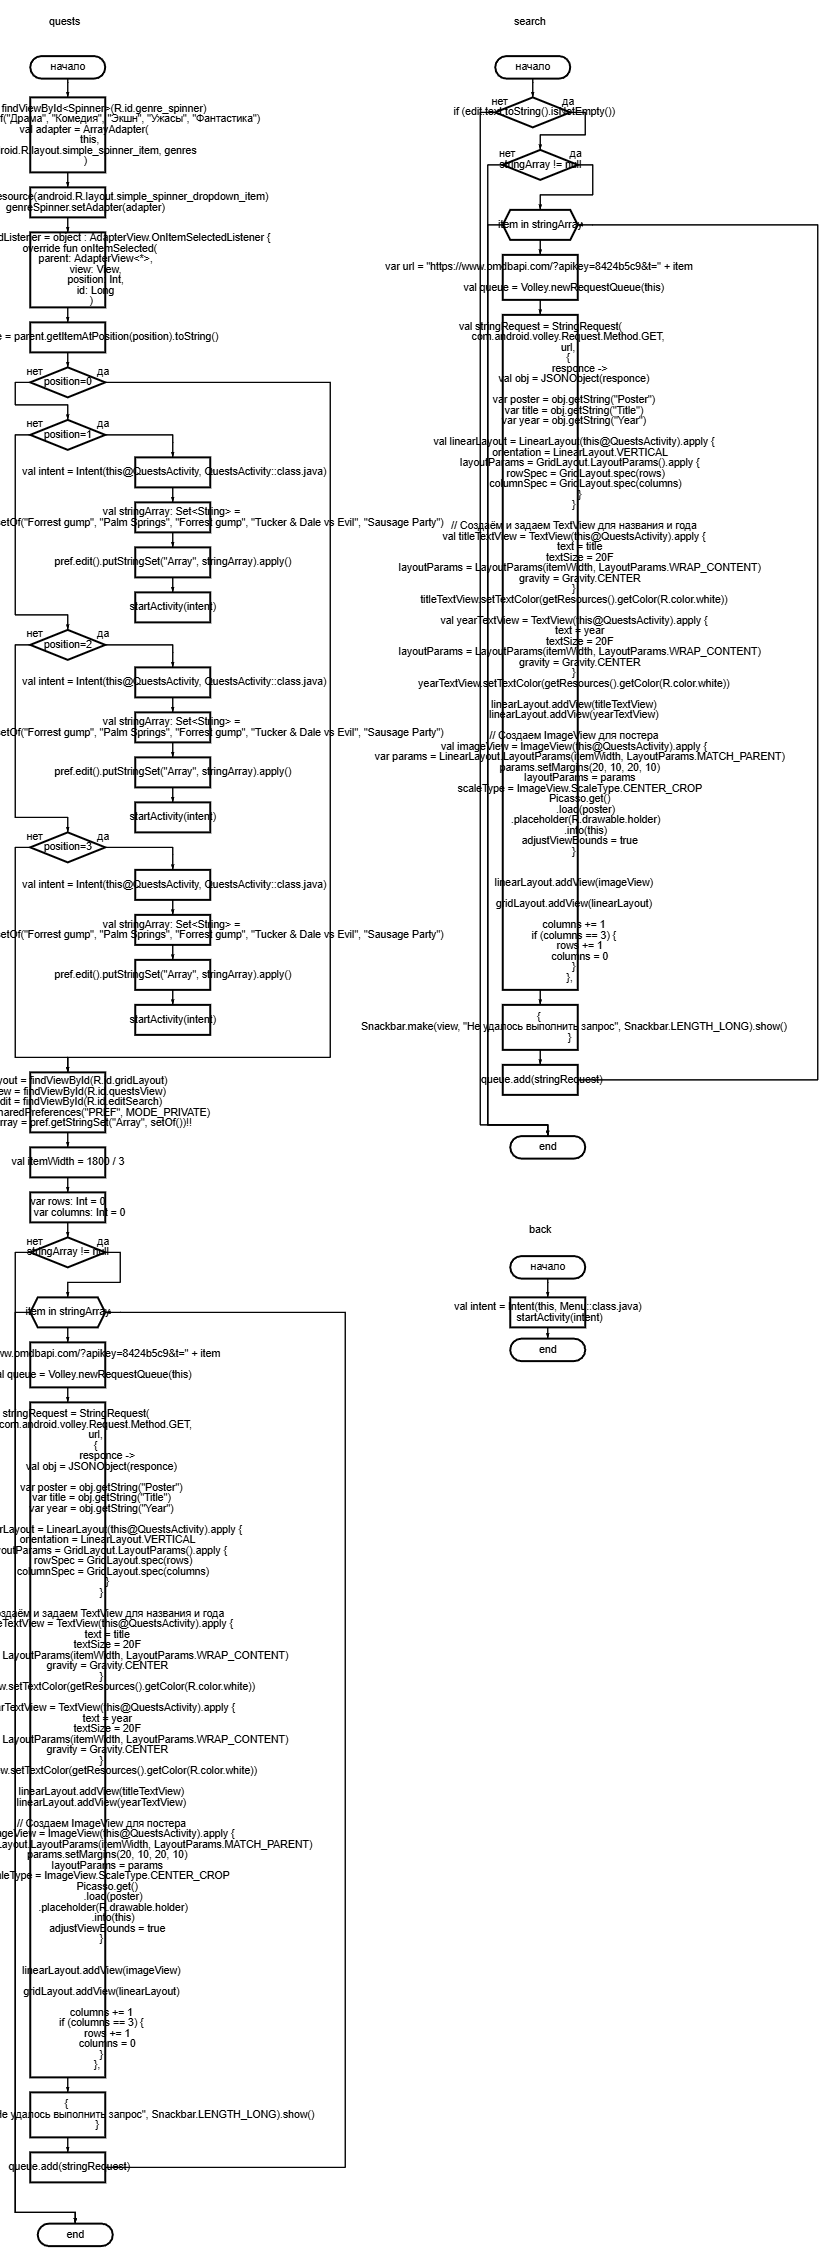 quests
начало
findViewById<Spinner>(R.id.genre_spinner)
f("Драма", "Комедия", "Экшн", "Ужасы", "Фантастика")
val adapter = ArrayAdapter(
this,
roid.R.layout.simple_spinner_item, genres
)
esource(android.R.layout.simple_spinner_dropdown_item)
genreSpinner.setAdapter(adapter)
dListener = object : AdapterView.OnItemSelectedListener {
override fun onItemSelected(
parent: AdapterView<*>,
view: View,
position: Int,
id: Long
)
e = parent.getItemAtPosition(position).toString()
нет
да
position=0
нет
да
position=1
val intent = Intent(this@QuestsActivity, QuestsActivity::class.java)
val stringArray: Set<String> =
setOf("Forrest gump", "Palm Springs", "Forrest gump", "Tucker & Dale vs Evil", "Sausage Party")
pref.edit().putStringSet("Array", stringArray).apply()
startActivity(intent)
нет
да
position=2
val intent = Intent(this@QuestsActivity, QuestsActivity::class.java)
val stringArray: Set<String> =
setOf("Forrest gump", "Palm Springs", "Forrest gump", "Tucker & Dale vs Evil", "Sausage Party")
pref.edit().putStringSet("Array", stringArray).apply()
startActivity(intent)
нет
да
position=3
val intent = Intent(this@QuestsActivity, QuestsActivity::class.java)
val stringArray: Set<String> =
setOf("Forrest gump", "Palm Springs", "Forrest gump", "Tucker & Dale vs Evil", "Sausage Party")
pref.edit().putStringSet("Array", stringArray).apply()
startActivity(intent)
yout = findViewById(R.id.gridLayout)
ew = findViewById(R.id.questsView)
edit = findViewById(R.id.editSearch)
haredPreferences("PREF", MODE_PRIVATE)
rray = pref.getStringSet("Array", setOf())!!
val itemWidth = 1800 / 3
var rows: Int = 0
var columns: Int = 0
нет
да
stringArray != null
item in stringArray
ww.omdbapi.com/?apikey=8424b5c9&t=" + item
al queue = Volley.newRequestQueue(this)
stringRequest = StringRequest(
com.android.volley.Request.Method.GET,
url,
{
responce ->
val obj = JSONObject(responce)
var poster = obj.getString("Poster")
var title = obj.getString("Title")
var year = obj.getString("Year")
arLayout = LinearLayout(this@QuestsActivity).apply {
orientation = LinearLayout.VERTICAL
youtParams = GridLayout.LayoutParams().apply {
rowSpec = GridLayout.spec(rows)
columnSpec = GridLayout.spec(columns)
}
}
оздаём и задаем TextView для названия и года
leTextView = TextView(this@QuestsActivity).apply {
text = title
textSize = 20F
LayoutParams(itemWidth, LayoutParams.WRAP_CONTENT)
gravity = Gravity.CENTER
}
w.setTextColor(getResources().getColor(R.color.white))
arTextView = TextView(this@QuestsActivity).apply {
text = year
textSize = 20F
LayoutParams(itemWidth, LayoutParams.WRAP_CONTENT)
gravity = Gravity.CENTER
}
w.setTextColor(getResources().getColor(R.color.white))
linearLayout.addView(titleTextView)
linearLayout.addView(yearTextView)
// Создаем ImageView для постера
ageView = ImageView(this@QuestsActivity).apply {
Layout.LayoutParams(itemWidth, LayoutParams.MATCH_PARENT)
params.setMargins(20, 10, 20, 10)
layoutParams = params
aleType = ImageView.ScaleType.CENTER_CROP
Picasso.get()
.load(poster)
.placeholder(R.drawable.holder)
.into(this)
adjustViewBounds = true
}
linearLayout.addView(imageView)
gridLayout.addView(linearLayout)
columns += 1
if (columns == 3) {
rows += 1
columns = 0
}
},
{
Не удалось выполнить запрос", Snackbar.LENGTH_LONG).show()
}
queue.add(stringRequest)
end
search
начало
нет
да
if (edit.text.toString().isNotEmpty())
нет
да
stringArray != null
item in stringArray
var url = "https://www.omdbapi.com/?apikey=8424b5c9&t=" + item
val queue = Volley.newRequestQueue(this)
val stringRequest = StringRequest(
com.android.volley.Request.Method.GET,
url,
{
responce ->
val obj = JSONObject(responce)
var poster = obj.getString("Poster")
var title = obj.getString("Title")
var year = obj.getString("Year")
val linearLayout = LinearLayout(this@QuestsActivity).apply {
orientation = LinearLayout.VERTICAL
layoutParams = GridLayout.LayoutParams().apply {
rowSpec = GridLayout.spec(rows)
columnSpec = GridLayout.spec(columns)
}
}
// Создаём и задаем TextView для названия и года
val titleTextView = TextView(this@QuestsActivity).apply {
text = title
textSize = 20F
layoutParams = LayoutParams(itemWidth, LayoutParams.WRAP_CONTENT)
gravity = Gravity.CENTER
}
titleTextView.setTextColor(getResources().getColor(R.color.white))
val yearTextView = TextView(this@QuestsActivity).apply {
text = year
textSize = 20F
layoutParams = LayoutParams(itemWidth, LayoutParams.WRAP_CONTENT)
gravity = Gravity.CENTER
}
yearTextView.setTextColor(getResources().getColor(R.color.white))
linearLayout.addView(titleTextView)
linearLayout.addView(yearTextView)
// Создаем ImageView для постера
val imageView = ImageView(this@QuestsActivity).apply {
var params = LinearLayout.LayoutParams(itemWidth, LayoutParams.MATCH_PARENT)
params.setMargins(20, 10, 20, 10)
layoutParams = params
scaleType = ImageView.ScaleType.CENTER_CROP
Picasso.get()
.load(poster)
.placeholder(R.drawable.holder)
.into(this)
adjustViewBounds = true
}
linearLayout.addView(imageView)
gridLayout.addView(linearLayout)
columns += 1
if (columns == 3) {
rows += 1
columns = 0
}
},
{
Snackbar.make(view, "Не удалось выполнить запрос", Snackbar.LENGTH_LONG).show()
}
queue.add(stringRequest)
end
back
начало
val intent = Intent(this, Menu::class.java)
startActivity(intent)
end